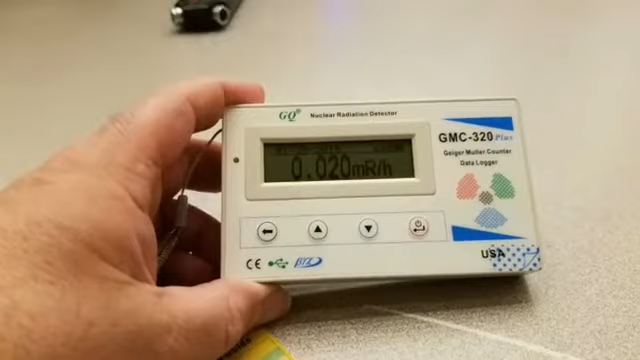 GQ® Nuclear Radiation Detector
GMC-320 Plus
Geiger Muller Counter
Data Logger
0.020mR/h
CE
USA